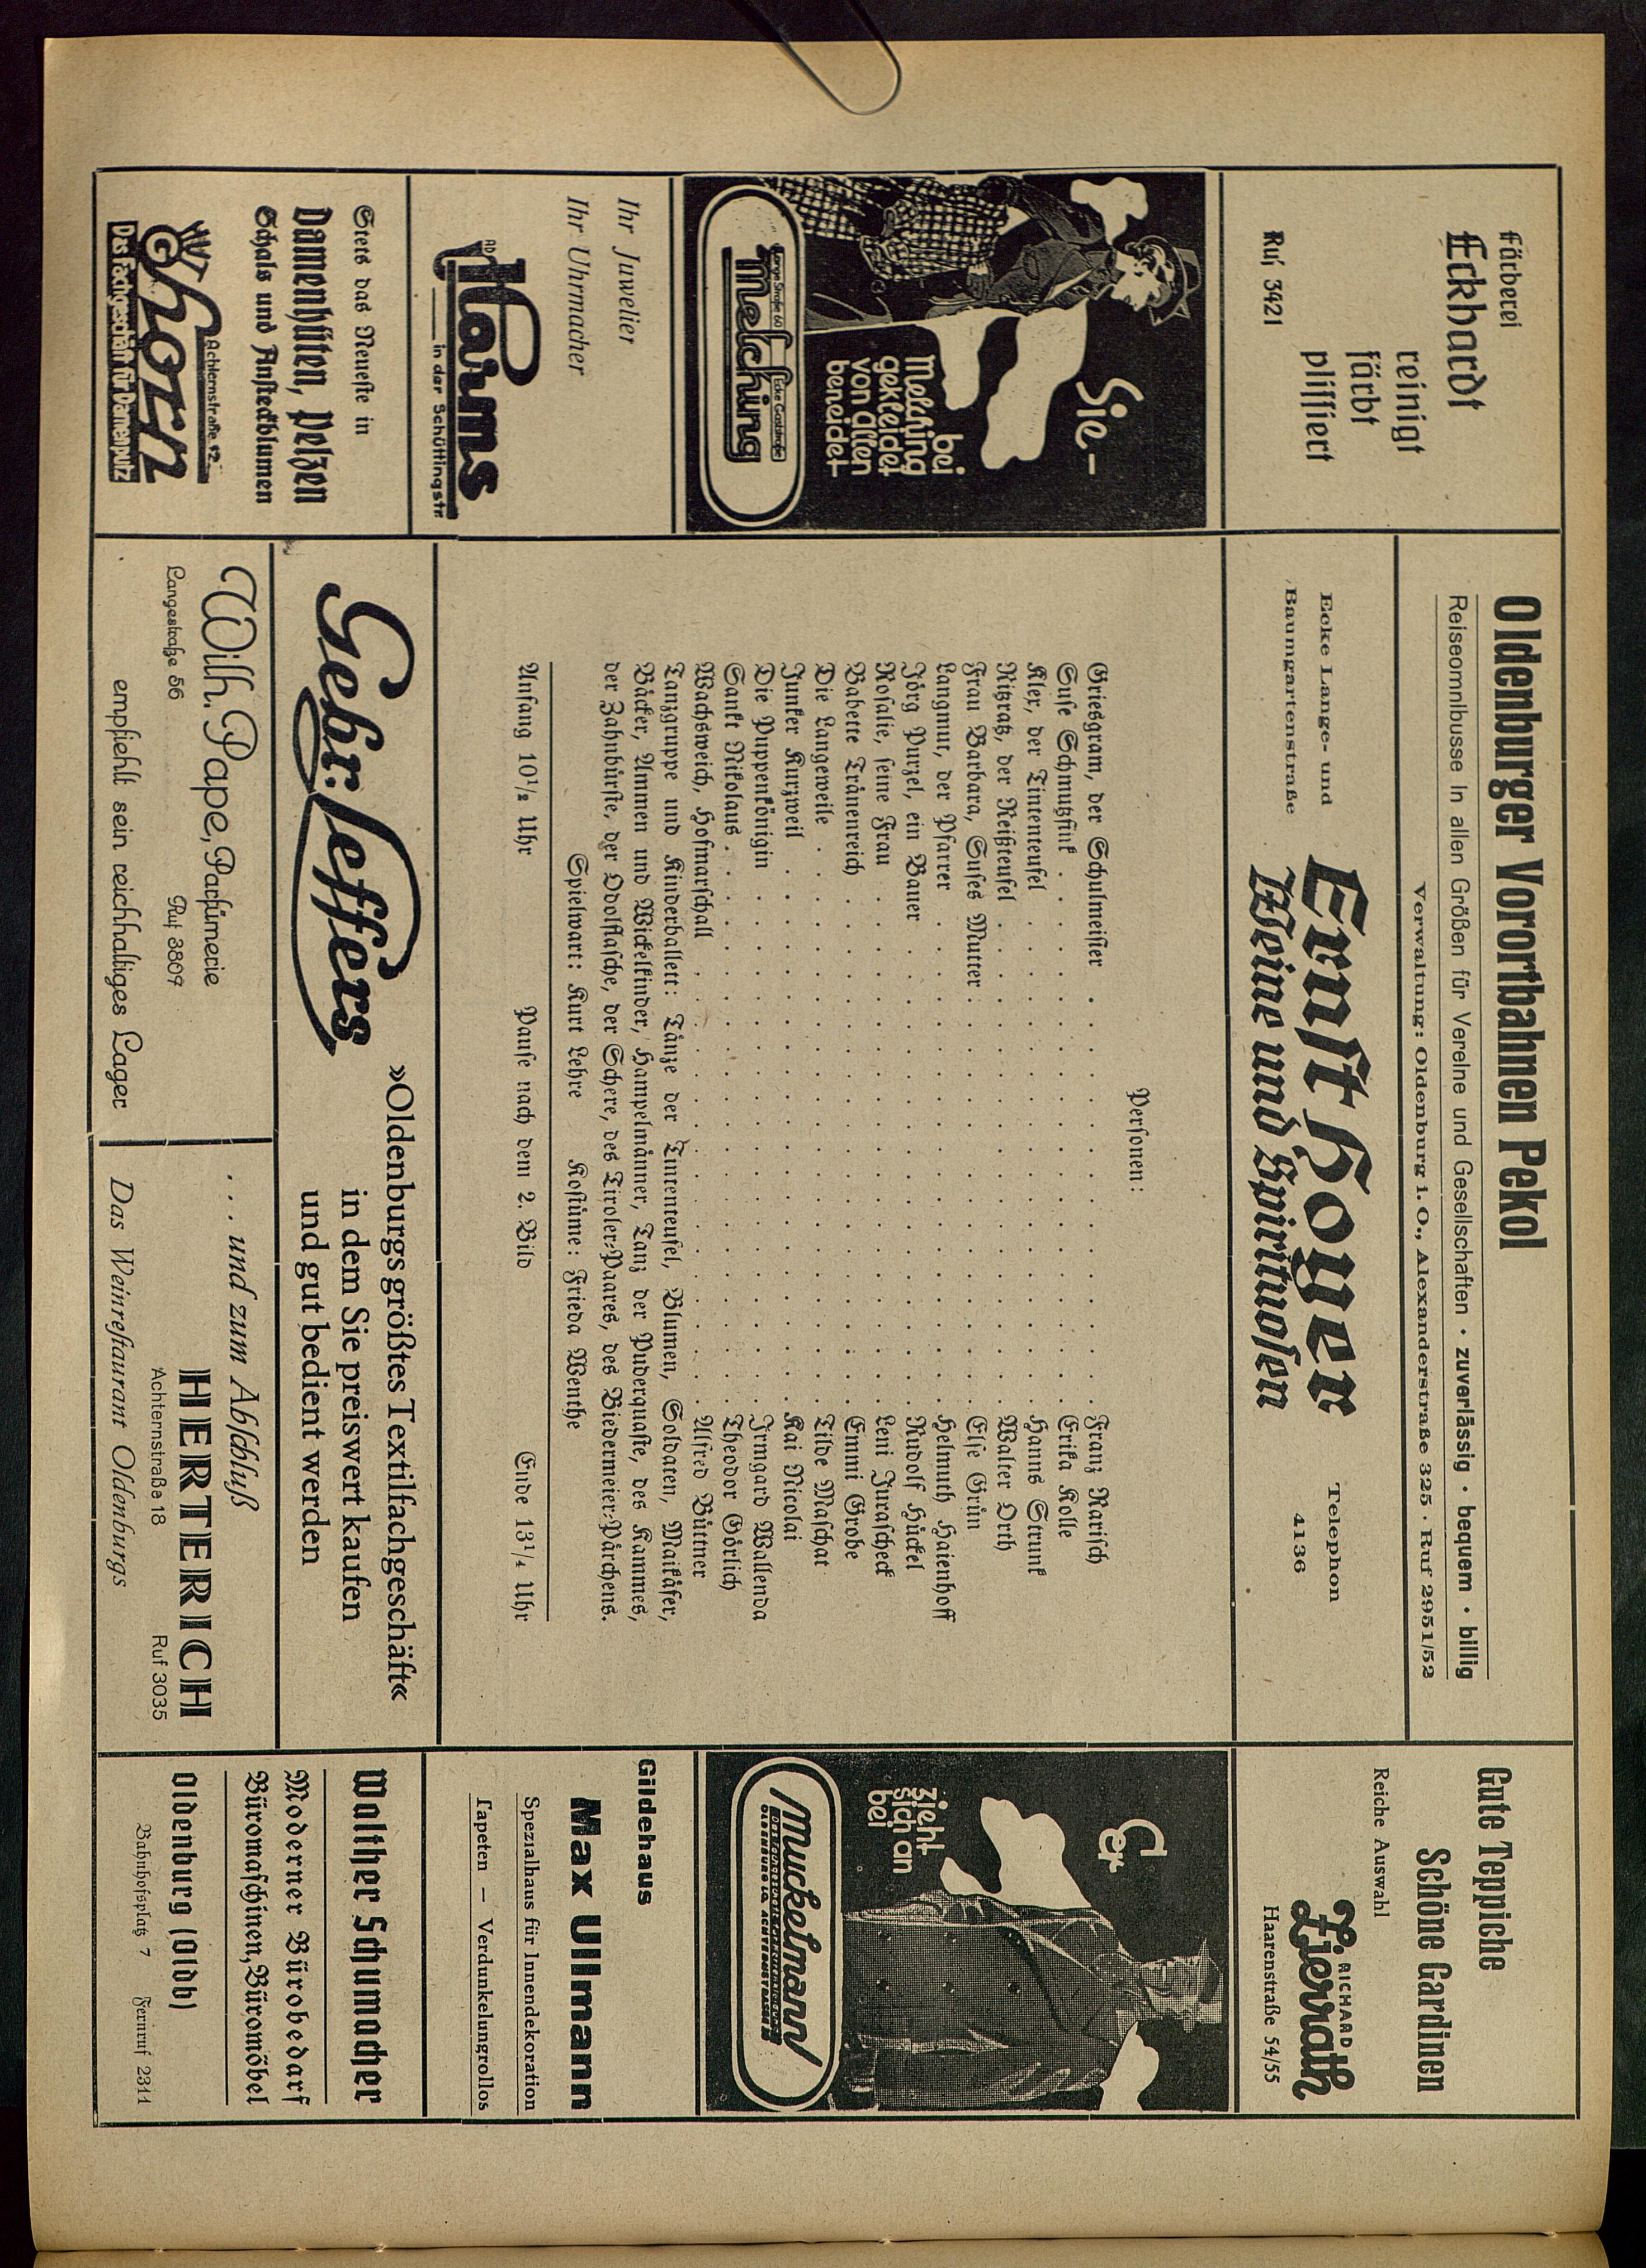 Färberei
Eckhardt
reinigt
färbt
plissiert
Ruf 3421
Oldenburger Vorortbahnen Pekol
Reiseomnibusse in allen Größen für Vereine und Gesellschaften · zuverlässig · bequem · billig
Verwaltung: Oldenburg i. O., Alexanderstraße 325 · Ruf 2951/52
Ecke Lange- und
Baumgartenstraße
Ernst Hoyer
Weine und Spirituosen
Telephon
4136
Gute Teppiche
Schöne Gardinen
Reiche Auswahl
RICHARD
Zierrath
Haarenstraße 54/55
Sie-
bei
Melching
gekleidet
von allen
beneidet
Lange Straße 60
Ecke Gaststraße
Melching
Personen:
Griesgram, der Schulmeister . . . . . . Franz Rarisch
Suse Schmutzfink . . . . . . Erika Kolle
Klex, der Tintenteufel . . . . . . Hanns Strunk
Ritzratz, der Reißteufel . . . . . . Walter Orth
Frau Barbara, Suses Mutter . . . . . . Else Grün
Langmut, der Pfarrer . . . . . . Helmuth Haienhoff
Jörg Purzel, ein Bauer . . . . . . Rudolf Hückel
Rosalie, seine Frau . . . . . . Leni Jurascheck
Babette Tränenreich . . . . . . Emmi Grobe
Die Langeweile . . . . . . Tilde Maschat
Junker Kurzweil . . . . . . Kai Nicolai
Die Puppenkönigin . . . . . . Irmgard Wallenda
Sankt Nikolaus . . . . . . Theodor Görlich
Wachsweich, Hofmarschall . . . . . . Alfred Büttner
Tanzgruppe und Kinderballett: Tänze der Tintenteufel, Blumen, Soldaten, Maikäfer,
Bäcker, Ammen und Wickelkinder, Hampelmänner, Tanz der Puderquaste, des Kammes,
der Zahnbürste, der Odolflasche, der Schere, des Tiroler-Paares, des Biedermeier-Pärchens.
Spielwart: Kurt Lehre Kostüme: Frieda Wenthe
Anfang 10½ Uhr Pause nach dem 2. Bild Ende 13¼ Uhr
Er
zieht
sich an
bei
Muckelmann
OLDENBURG I.O. ACHTERNSTRASSE
Ihr Juwelier
Ihr Uhrmacher
Harms
in der Schüttingstr.
Gildehaus
Max Ullmann
Spezialhaus für Innendekoration
Tapeten — Verdunkelungrollos
Stets das Neueste in
Damenhüten, Pelzen
Schals und Ansteckblumen
Achternstraße 42
Horn
Das Fachgeschäft für Damenputz
Gebr. Leffers
»Oldenburgs größtes Textilfachgeschäft«
in dem Sie preiswert kaufen
und gut bedient werden
Wilh. Pape, Parfümerie
Langestraße 56 Ruf 3809
empfiehlt sein reichhaltiges Lager
... und zum Abschluß
HERTERICH
Achternstraße 18 Ruf 3035
Das Weinrestaurant Oldenburgs
Walther Schumacher
Moderner Bürobedarf
Büromaschinen, Büromöbel
Oldenburg (Oldb)
Bahnhofsplatz 7 Fernruf 2311